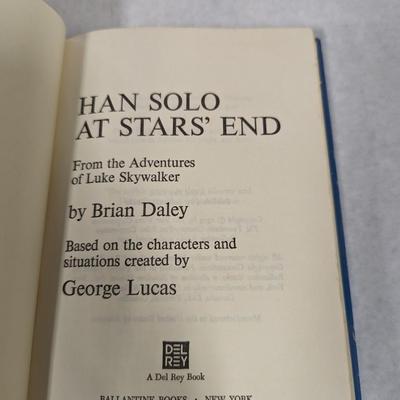 HAN SOLO
AT STARS' END
From the Adventures
of Luke Skywalker
by Brian Daley
Based on the characters and
situations created by
George Lucas
DEL
REY
A Del Rey Book
BALLANTINE BOOKS • NEW YORK